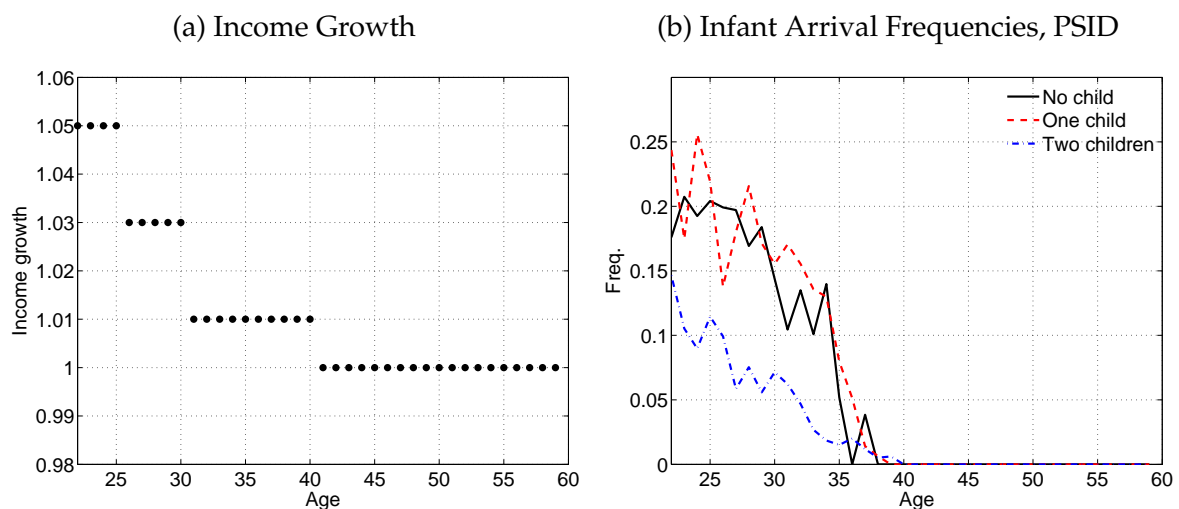 (a) Income Growth
1.06
1.05
1.04
1.03
1.02
1.01
1
0.99
0.98
Income growth
25 30 35 40 45 50 55 60
Age
(b) Infant Arrival Frequencies, PSID
No child
One child
Two children
0.25
0.2
0.15
0.1
0.05
0
Freq.
25 30 35 40 45 50 55 60
Age